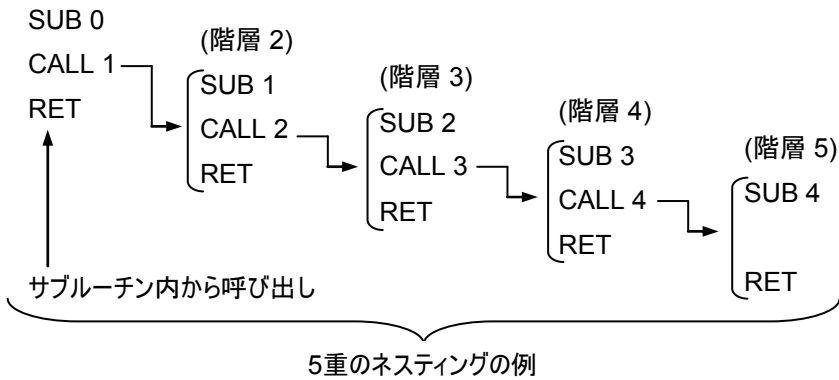 SUB 0
CALL 1
RET
(階層 2)
SUB 1
CALL 2
RET
(階層 3)
SUB 2
CALL 3
RET
(階層 4)
SUB 3
CALL 4
RET
(階層 5)
SUB 4
RET
サブルーチン内から呼び出し
5重のネスティングの例